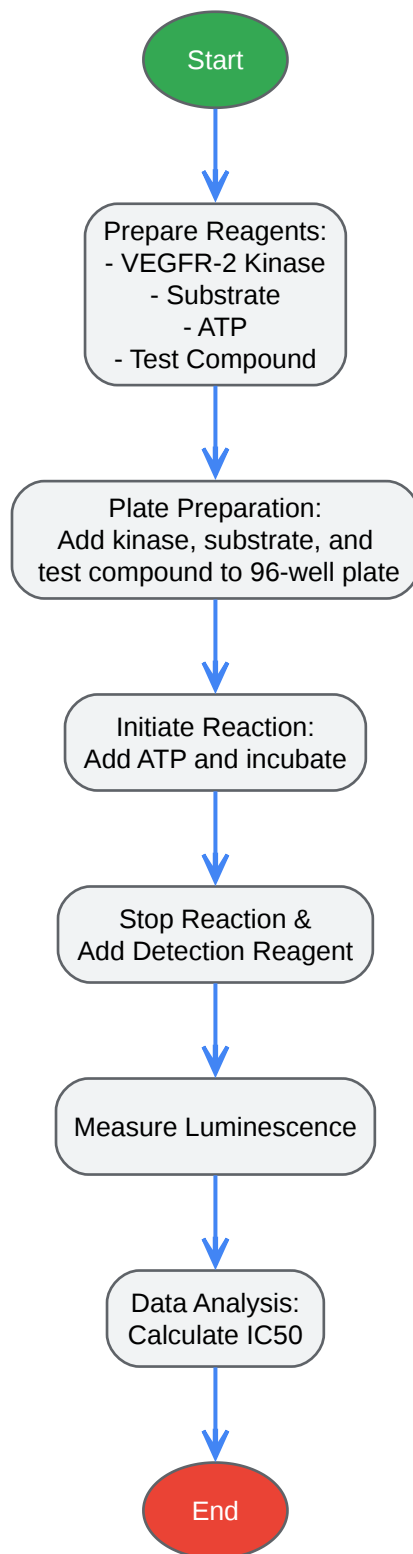 Start
Prepare Reagents:
- VEGFR-2 Kinase
- Substrate
- ATP
- Test Compound
Plate Preparation:
Add kinase, substrate, and
test compound to 96-well plate
Initiate Reaction:
Add ATP and incubate
Stop Reaction &
Add Detection Reagent
Measure Luminescence
Data Analysis:
Calculate IC50
End